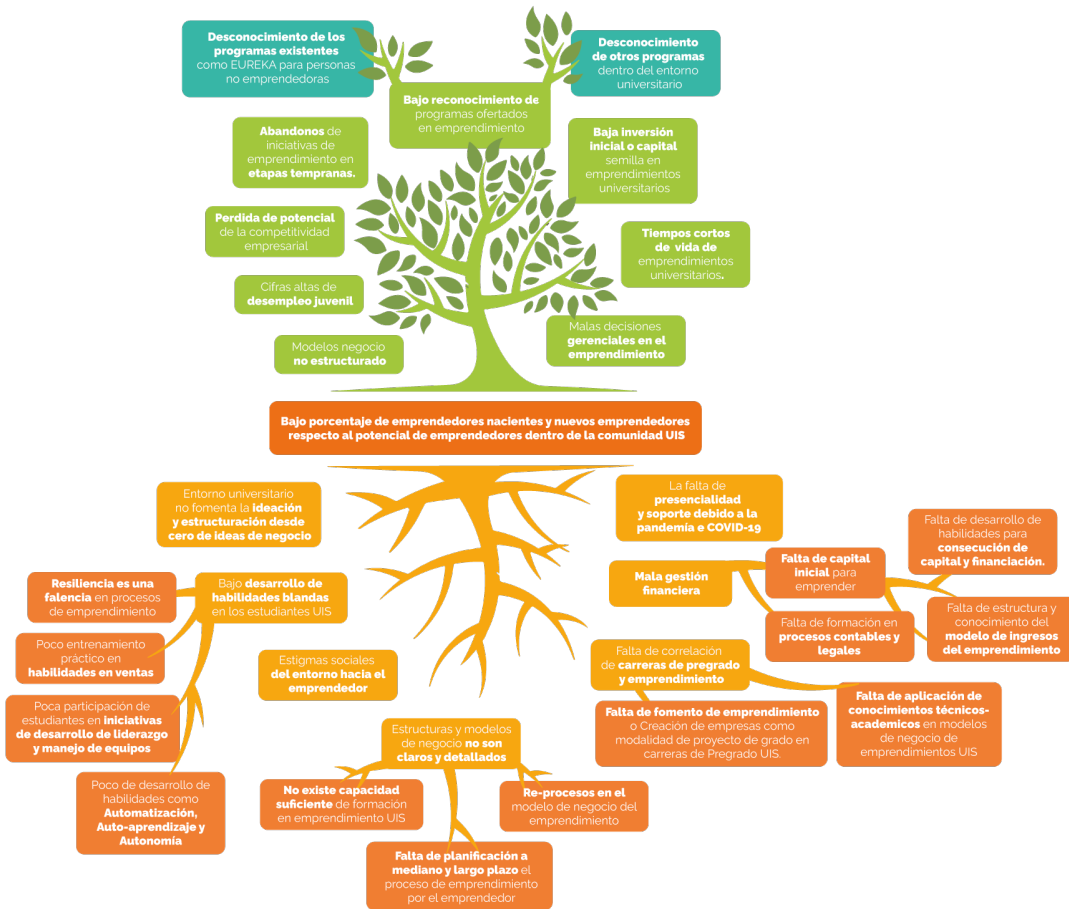 Desconocimiento de los
programas existentes
como EUREKA para personas
no emprendedoras
Desconocimiento
de otros programas
dentro del entorno
universitario
Bajo reconocimiento de
programas ofertados
en emprendimiento
Abandonos de
iniciativas de
emprendimiento en
etapas tempranas.
Baja inversión
inicial o capital
semilla en
emprendimientos
universitarios
Perdida de potencial
de la competitividad
empresarial
Tiempos cortos
de vida de
emprendimientos
universitarios.
Cifras altas de
desempleo juvenil
Malas decisiones
gerenciales en el
emprendimiento
Modelos negocio
no estructurado
Bajo porcentaje de emprendedores nacientes y nuevos emprendedores
respecto al potencial de emprendedores dentro de la comunidad UIS
Entorno universitario
no fomenta la ideación
y estructuración desde
cero de ideas de negocio
La falta de
presencialidad
y soporte debido a la
pandemía e COVID-19
Falta de desarrollo de
habilidades para
consecución de
capital y financiación.
Resiliencia es una
falencia en procesos
de emprendimiento
Bajo desarrollo de
habilidades blandas
en los estudiantes UIS
Mala gestión
financiera
Falta de capital
inicial para
emprender
Falta de formación en
procesos contables y
legales
Falta de estructura y
conocimiento del
modelo de ingresos
del emprendimiento
Poco entrenamiento
práctico en
habilidades en ventas
Estigmas sociales
del entorno hacia el
emprendedor
Falta de correlación
de carreras de pregrado
y emprendimiento
Poca participación de
estudiantes en iniciativas
de desarrollo de liderazgo
y manejo de equipos
Falta de fomento de emprendimiento
o Creación de empresas como
modalidad de proyecto de grado en
carreras de Pregrado UIS.
Falta de aplicación de
conocimientos técnicos-
academicos en modelos
de negocio de
emprendimientos UIS
Estructuras y modelos
de negocio no son
claros y detallados
Poco de desarrollo de
habilidades como
Automatización,
Auto-aprendizaje y
Autonomía
No existe capacidad
suficiente de formación
en emprendimiento UIS
Re-procesos en el
modelo de negocio del
emprendimiento
Falta de planificación a
mediano y largo plazo el
proceso de emprendimiento
por el emprendedor